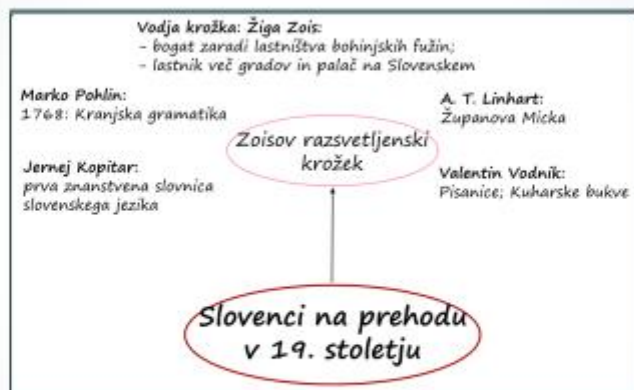 Vodja krožka: Žiga Zois:
- bogat zaradi lastništva bohinjskih fužin;
- lastnik več gradov in palač na Slovenskem
Marko Pohlin:
1768: Kranjska gramatika
A. T. Linhart:
Županova Micka
Zoisov razsvetljenski
krožek
Jernej Kopitar:
prva znanstvena slovnica
slovenskega jezika
Valentin Vodnik:
Pisanice; Kuharske bukve
Slovenci na prehodu
v 19. stoletju